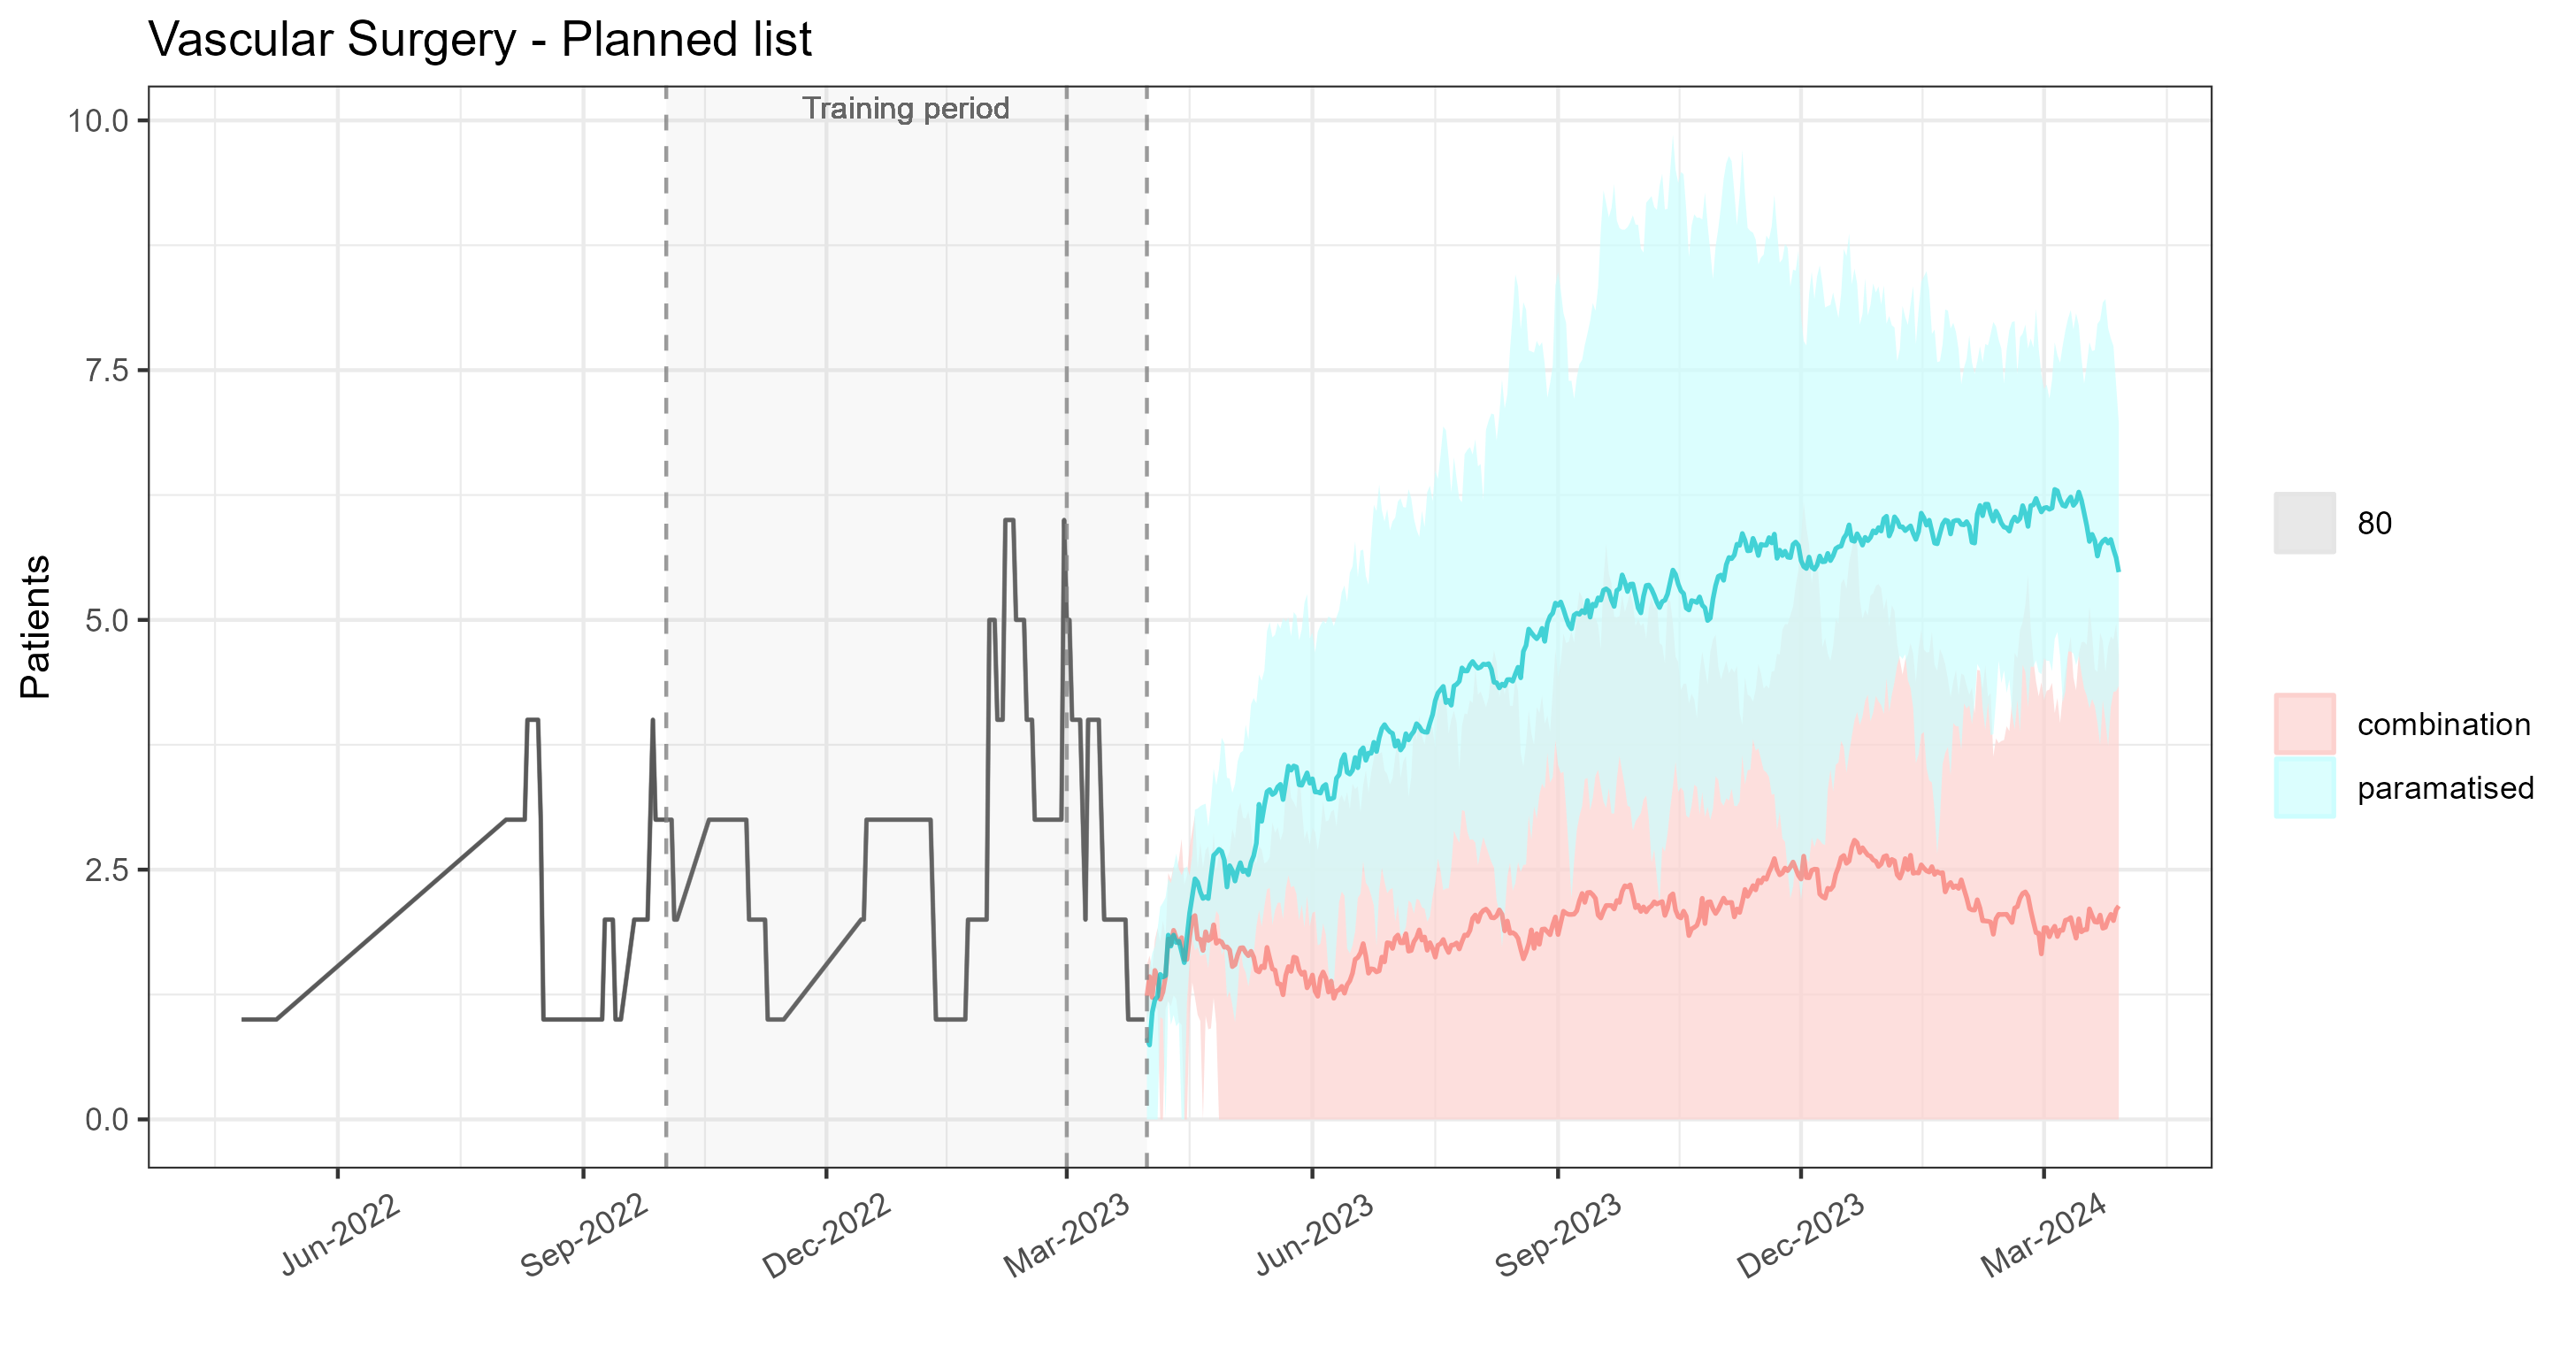 Vascular Surgery - Planned list
Training period
10.0
7.5
5.0
2.5
0.0
Patients
Jun-2022
Sep-2022
Dec-2022
Mar-2023
Jun-2023
Sep-2023
Dec-2023
Mar-2024
80
combination
paramatised